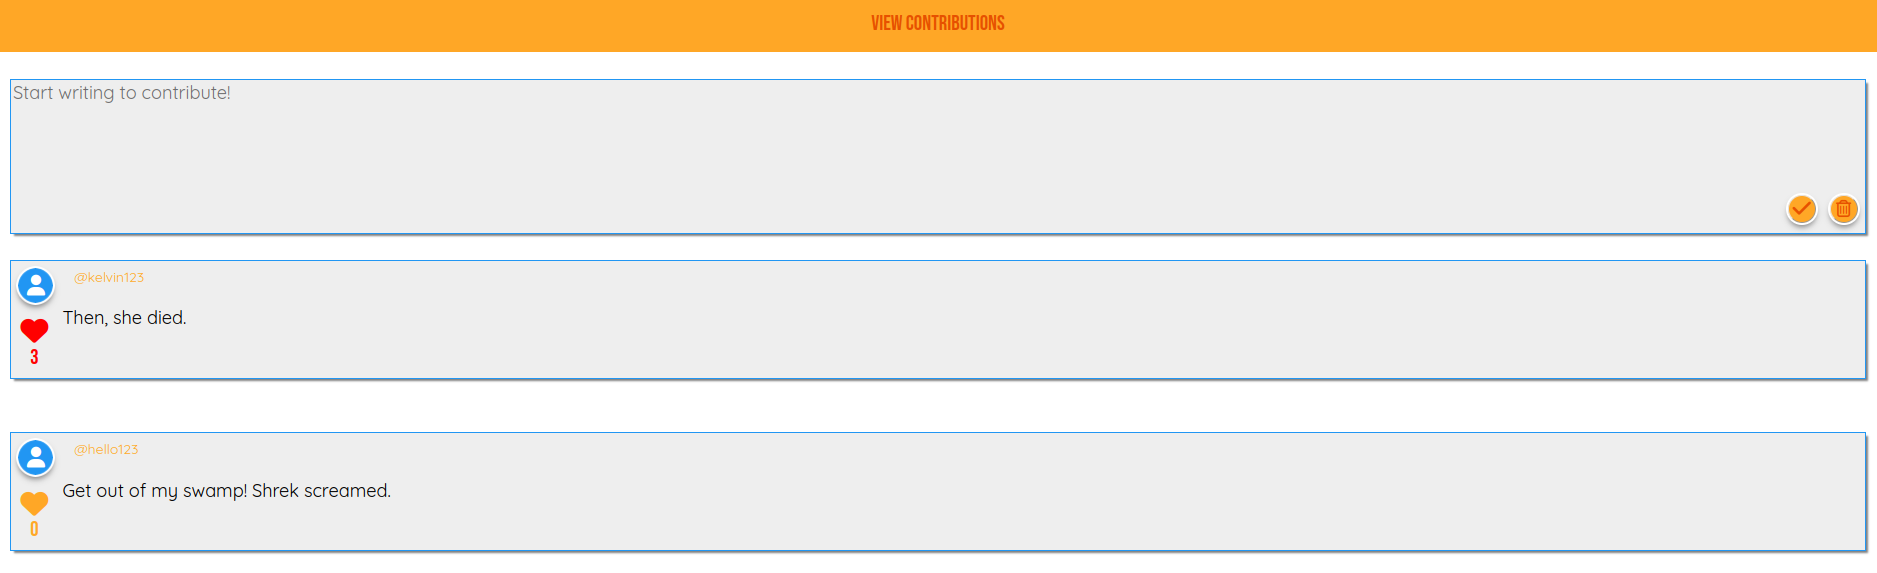 VIEW CONTRIBUTIONS
Start writing to contribute!
@kelvin123
Then, she died.
3
@hello123
Get out of my swamp! Shrek screamed.
0